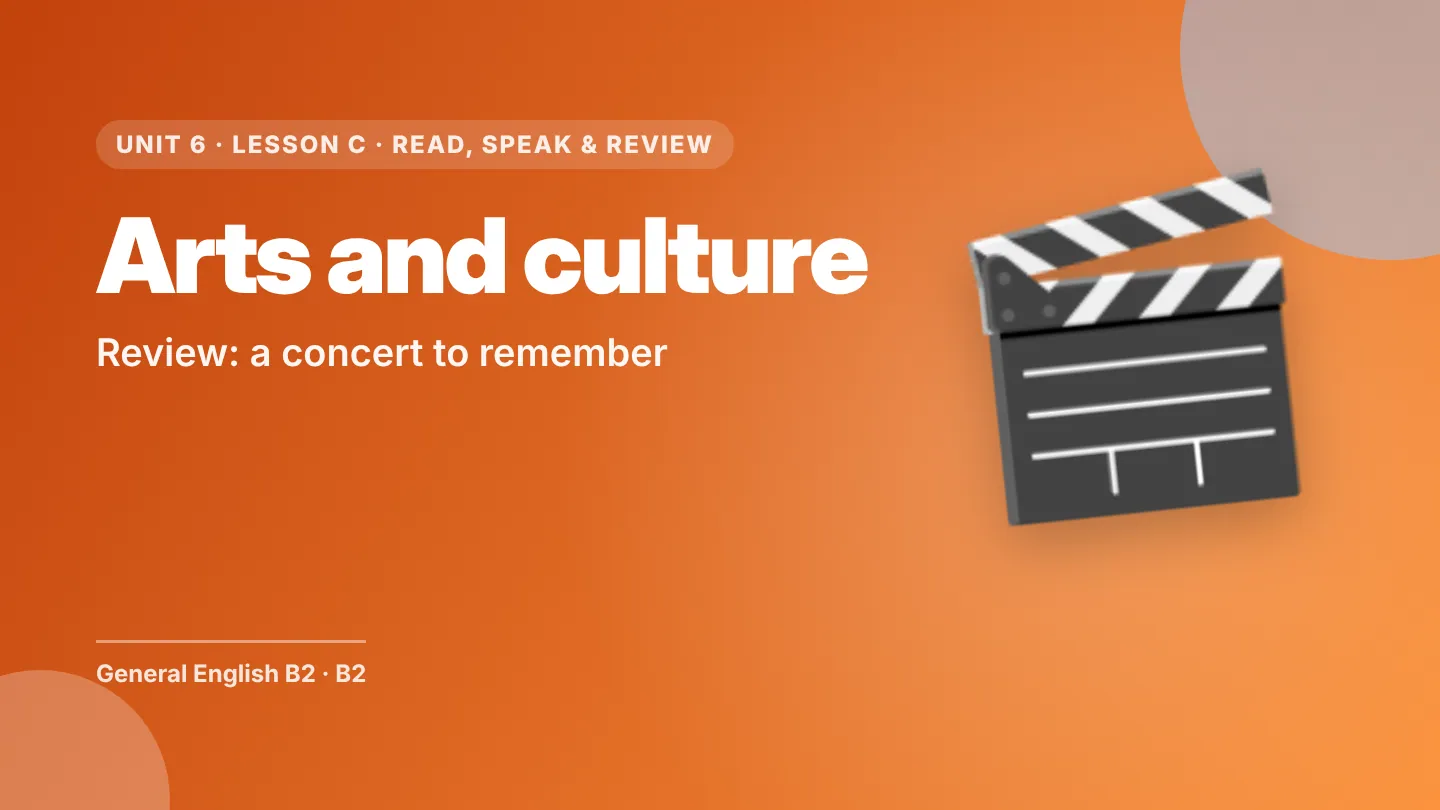 UNIT 6 · LESSON C · READ, SPEAK & REVIEW
Arts and culture
Review: a concert to remember
General English B2 · B2